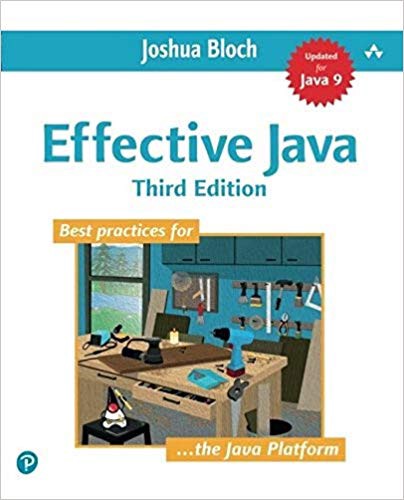 Joshua Bloch
Updated
for
Java 9
Effective Java
Third Edition
Best practices for
...the Java Platform
P